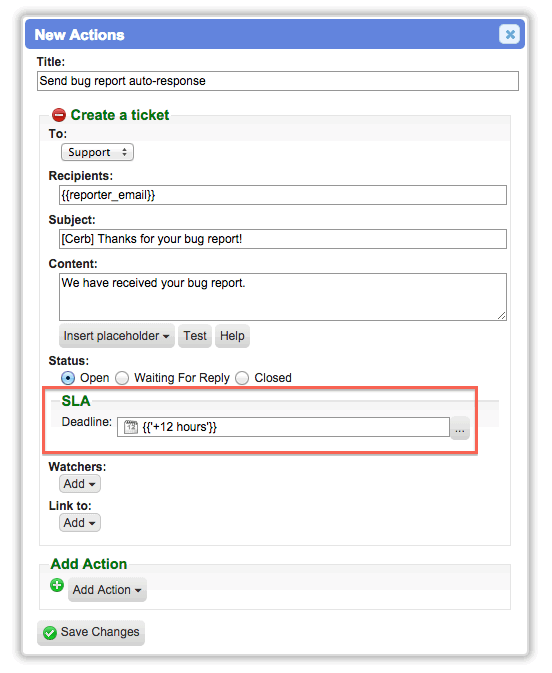 New Actions
Title:
Send bug report auto-response
Create a ticket
To:
Support
Recipients:
{{reporter_email}}
Subject:
[Cerb] Thanks for your bug report!
Content:
We have received your bug report.
Insert placeholder Test Help
Status:
Open Waiting For Reply Closed
SLA
Deadline: 12 {{'+12 hours'}} ...
Watchers:
Add
Link to:
Add
Add Action
Add Action
Save Changes